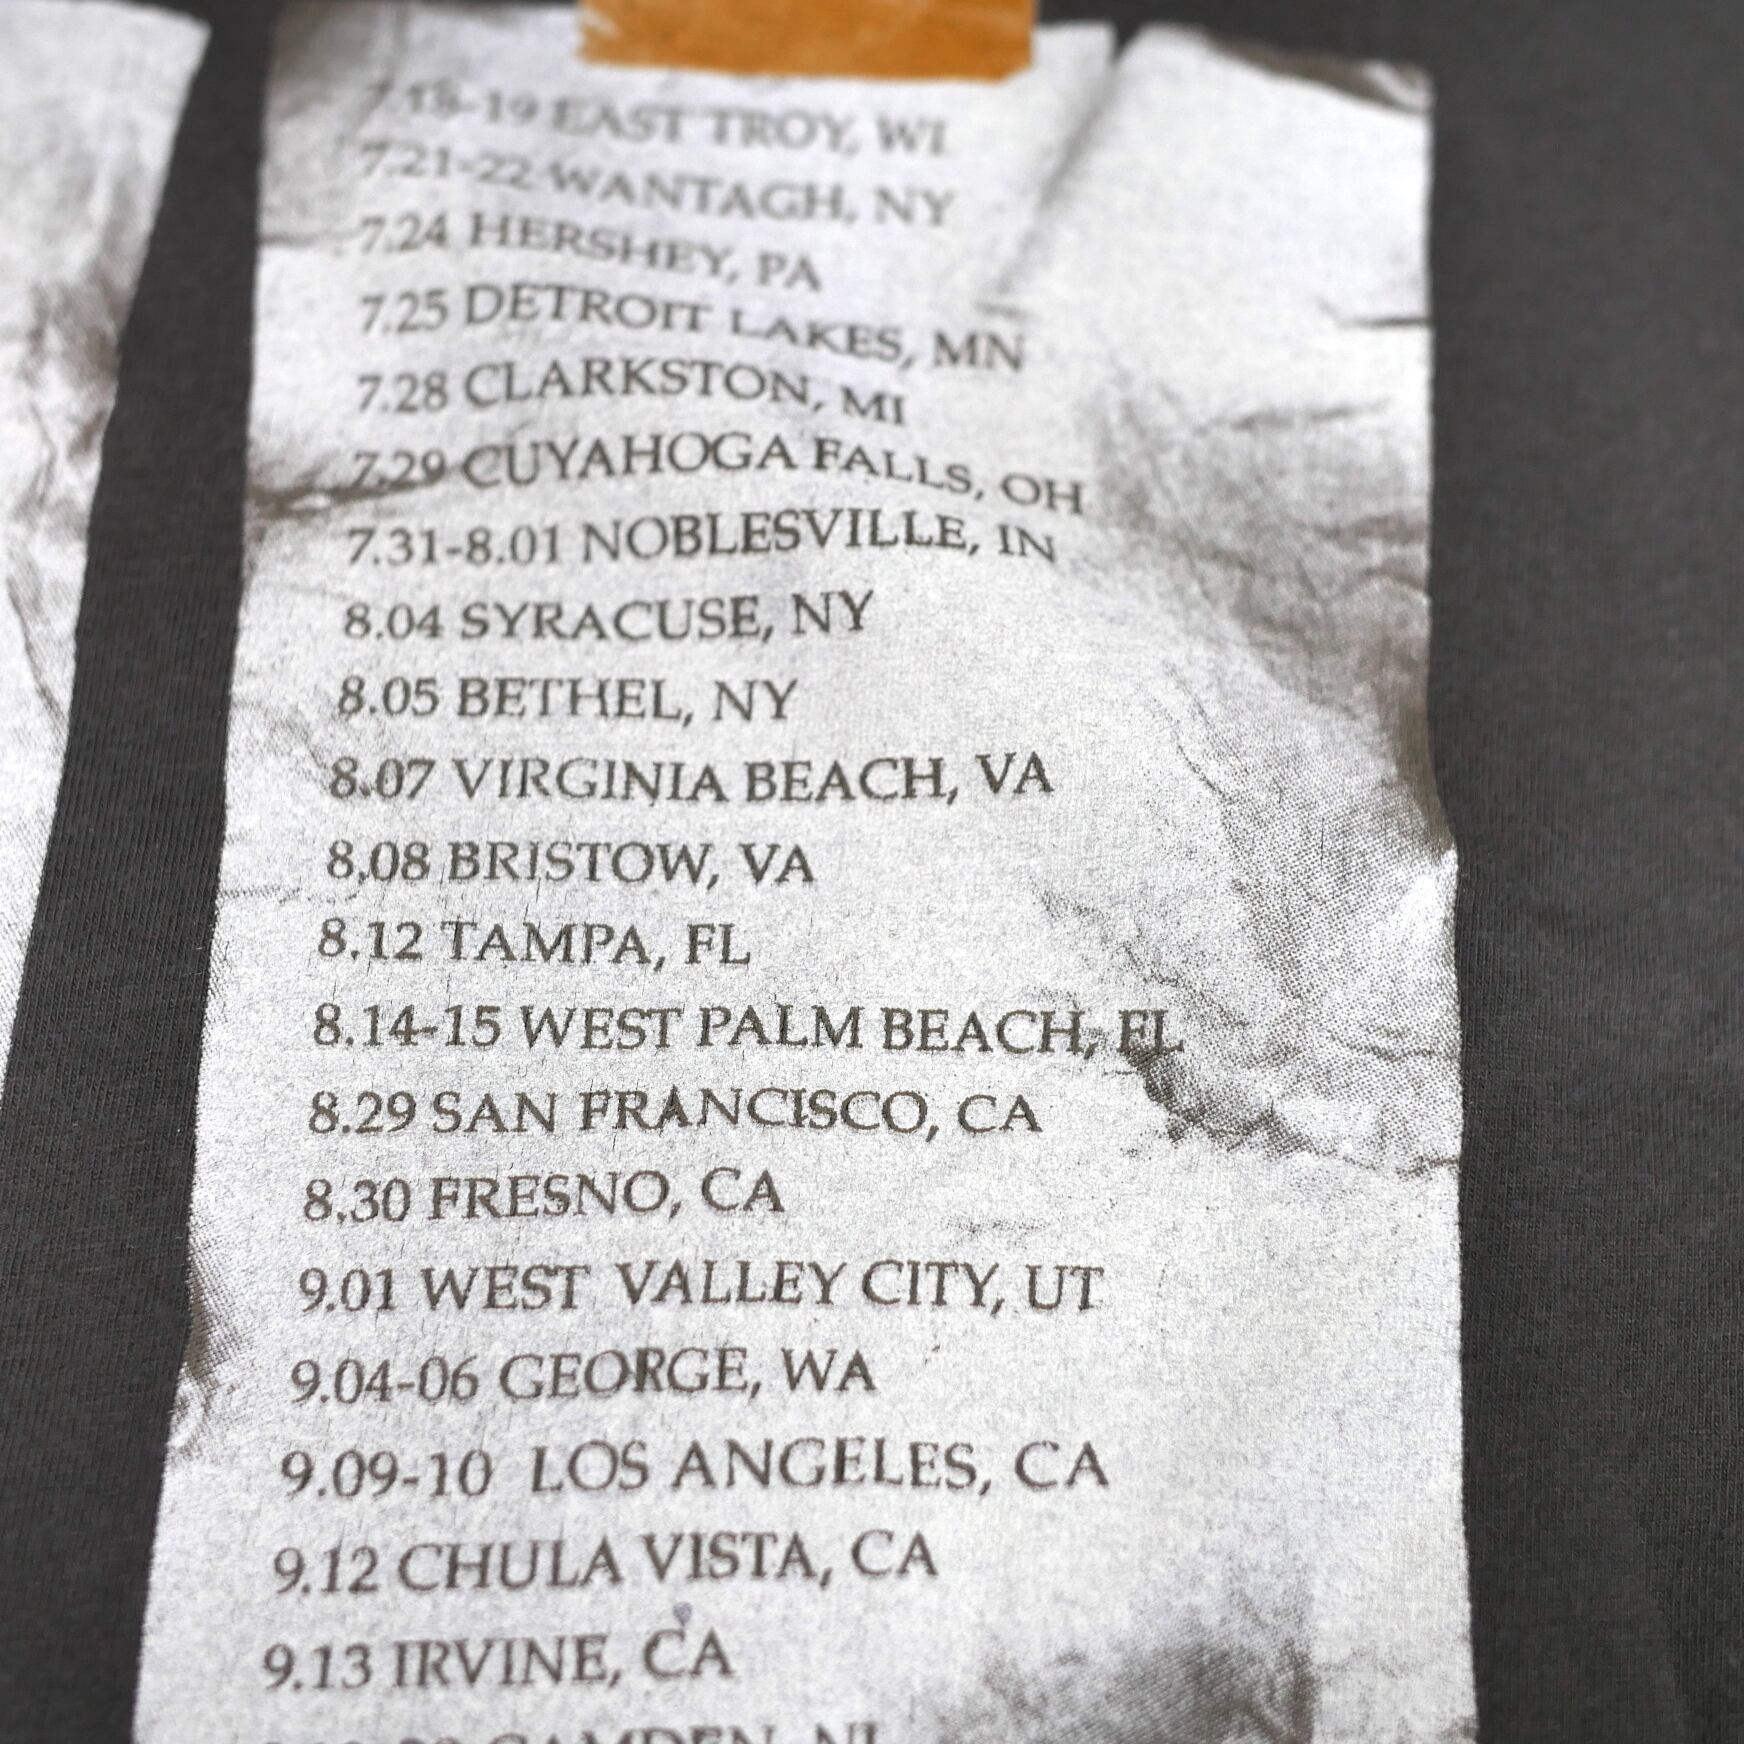 7.18-19 EAST TROY, WI
7.21-22 WANTAGH, NY
7.24 HERSHEY, PA
7.25 DETROIT LAKES, MN
7.28 CLARKSTON, MI
7.29 CUYAHOGA FALLS, OH
7.31-8.01 NOBLESVILLE, IN
8.04 SYRACUSE, NY
8.05 BETHEL, NY
8.07 VIRGINIA BEACH, VA
8.08 BRISTOW, VA
8.12 TAMPA, FL
8.14-15 WEST PALM BEACH, FL
8.29 SAN FRANCISCO, CA
8.30 FRESNO, CA
9.01 WEST VALLEY CITY, UT
9.04-06 GEORGE, WA
9.09-10 LOS ANGELES, CA
9.12 CHULA VISTA, CA
9.13 IRVINE, CA
CAMDEN, NJ